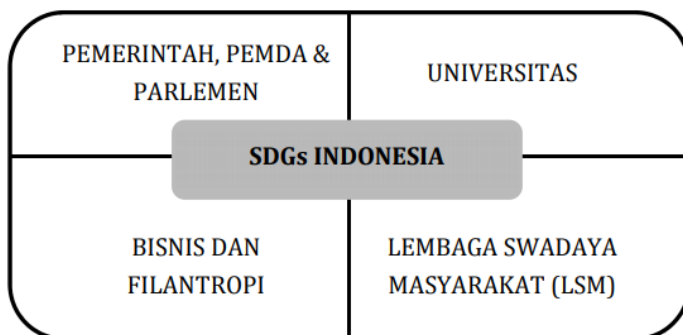 PEMERINTAH, PEMDA &
PARLEMEN
UNIVERSITAS
SDGs INDONESIA
BISNIS DAN
FILANTROPI
LEMBAGA SWADAYA
MASYARAKAT (LSM)